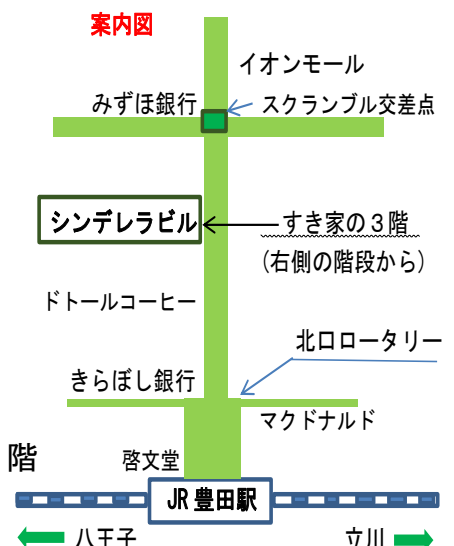 案内図
イオンモール
みずほ銀行
スクランブル交差点
シンデレラビル
すき家の３階
(右側の階段から)
ドトールコーヒー
北口ロータリー
きらぼし銀行
マクドナルド
階
啓文堂
JR 豊田駅
八王子
立川